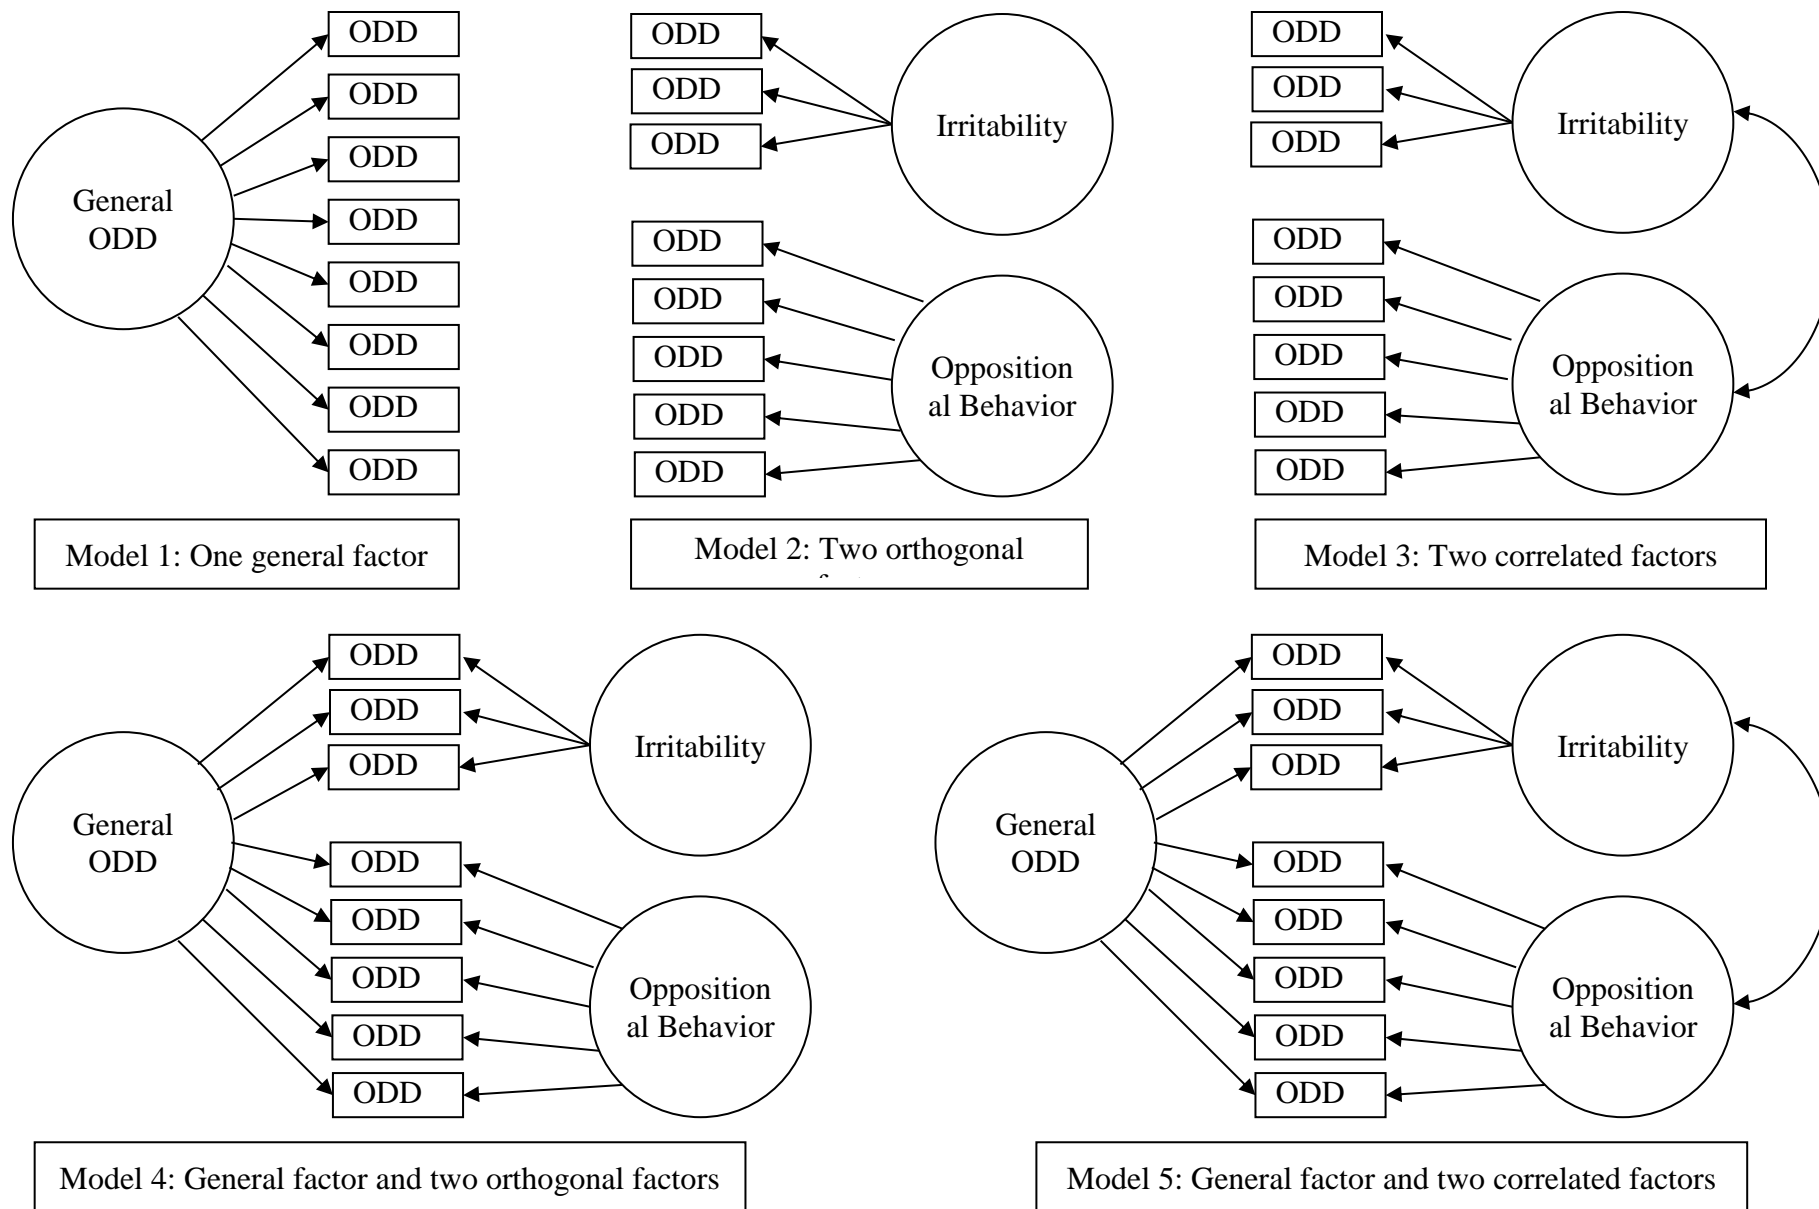 ODD
ODD
ODD
ODD
ODD
ODD
ODD
ODD
General
ODD
Model 1: One general factor
ODD
ODD
ODD
Irritability
ODD
ODD
ODD
ODD
ODD
Opposition
al Behavior
Model 2: Two orthogonal
ODD
ODD
ODD
Irritability
ODD
ODD
ODD
ODD
ODD
Opposition
al Behavior
Model 3: Two correlated factors
General
ODD
ODD
ODD
ODD
Irritability
ODD
ODD
ODD
ODD
ODD
Opposition
al Behavior
Model 4: General factor and two orthogonal factors
General
ODD
ODD
ODD
ODD
Irritability
ODD
ODD
ODD
ODD
ODD
Opposition
al Behavior
Model 5: General factor and two correlated factors